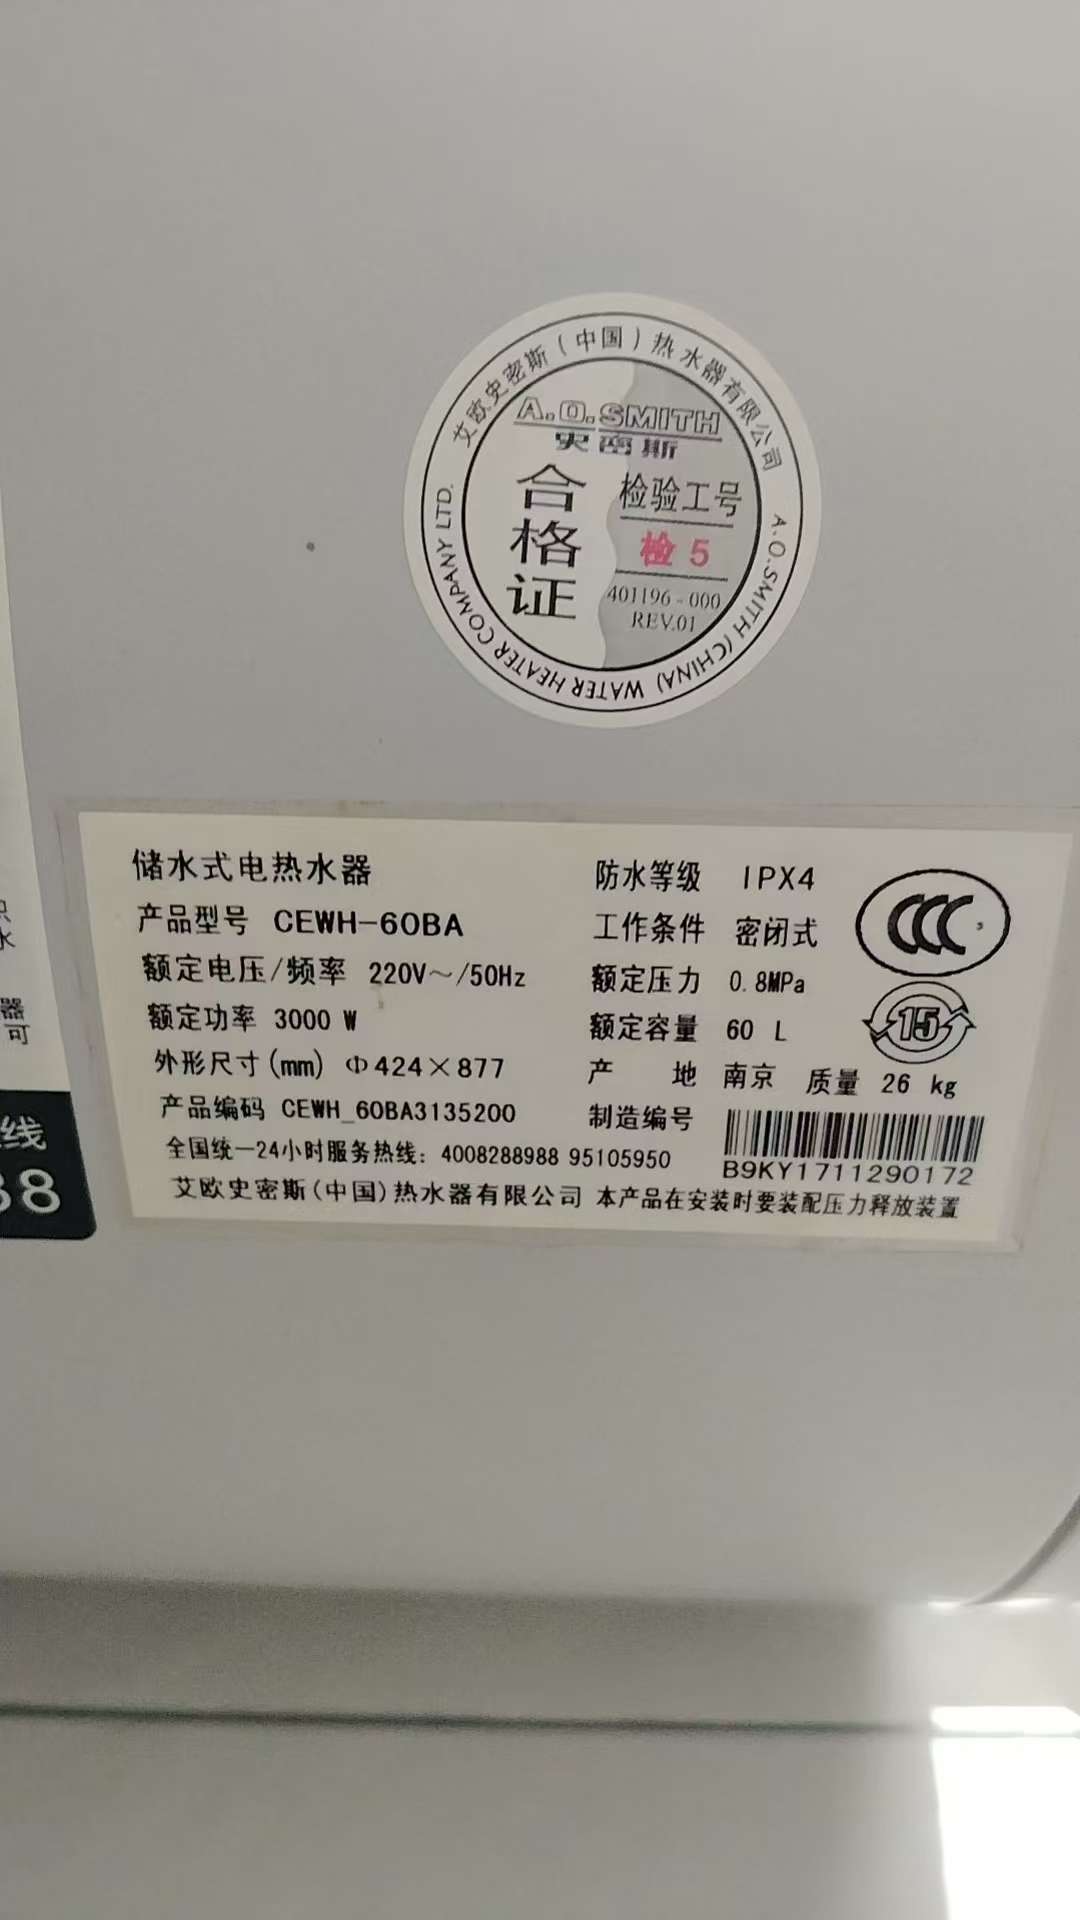 艾欧史密斯(中国)热水器有限公司
A.O.SMITH (CHINA) WATER HEATER COMPANY LTD.
A.O.SMITH
史密斯
合格证
检验工号
检 5
401196-000
REV.01
水
器
可
线
88
储水式电热水器
产品型号 CEWH-60BA
额定电压/频率 220V～/50Hz
额定功率 3000 W
外形尺寸(mm) Φ424×877
产品编码 CEWH_60BA3135200
全国统一24小时服务热线: 4008288988 95105950
艾欧史密斯(中国)热水器有限公司 本产品在安装时要装配压力释放装置
防水等级 IPX4
工作条件 密闭式
额定压力 0.8MPa
额定容量 60 L
产 地 南京 质量 26 kg
制造编号
B9KY1711290172
CCC S
15